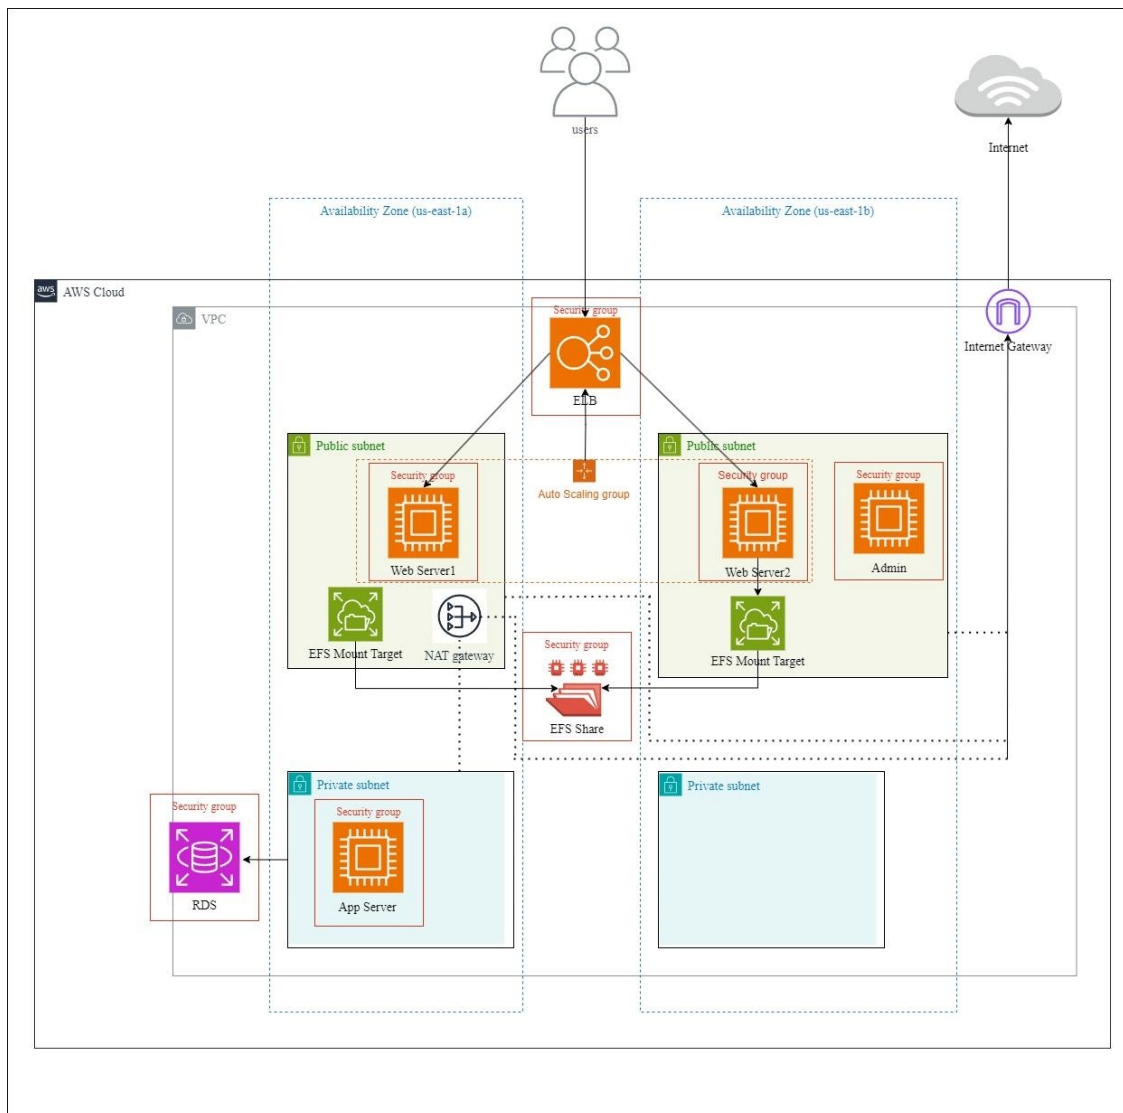 users
Internet
Availability Zone (us-east-1a)
Availability Zone (us-east-1b)
aws
AWS Cloud
VPC
Security group
ELB
Internet Gateway
Public subnet
Public subnet
Security group
Web Server1
Auto Scaling group
Security group
Web Server2
Security group
Admin
EFS Mount Target
NAT gateway
Security group
EFS Share
EFS Mount Target
Private subnet
Private subnet
Security group
RDS
Security group
App Server